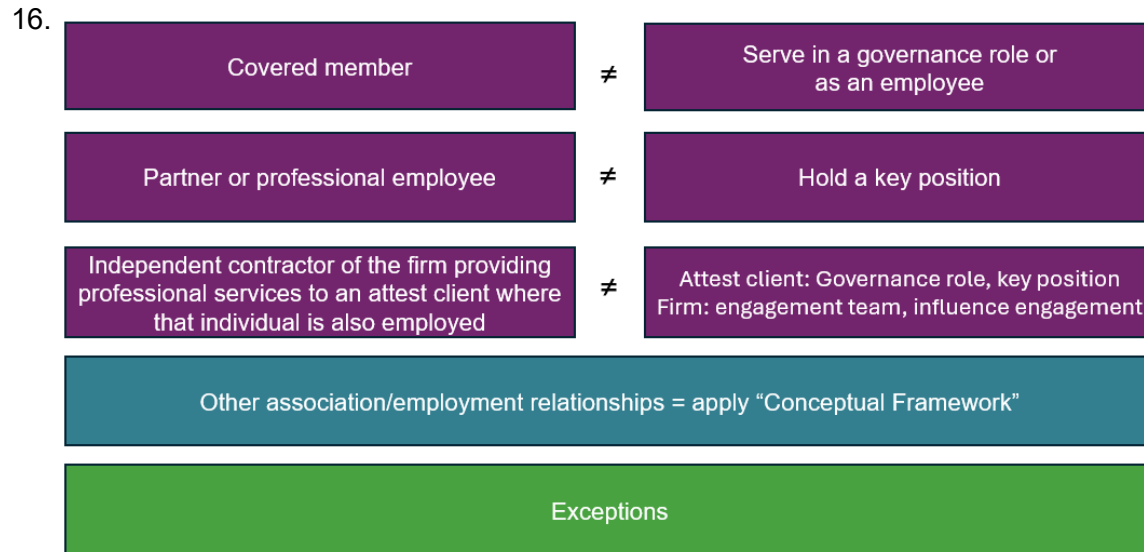 16.
Covered member
≠
Serve in a governance role or
as an employee
Partner or professional employee
≠
Hold a key position
Independent contractor of the firm providing
professional services to an attest client where
that individual is also employed
≠
Attest client: Governance role, key position
Firm: engagement team, influence engagement
Other association/employment relationships = apply “Conceptual Framework”
Exceptions